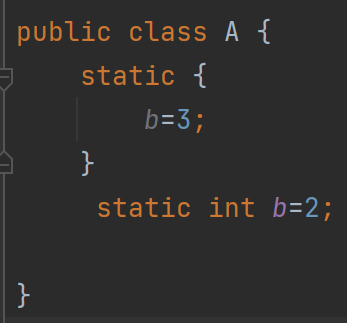 public class A {
static {
b=3;
}
static int b=2;
}